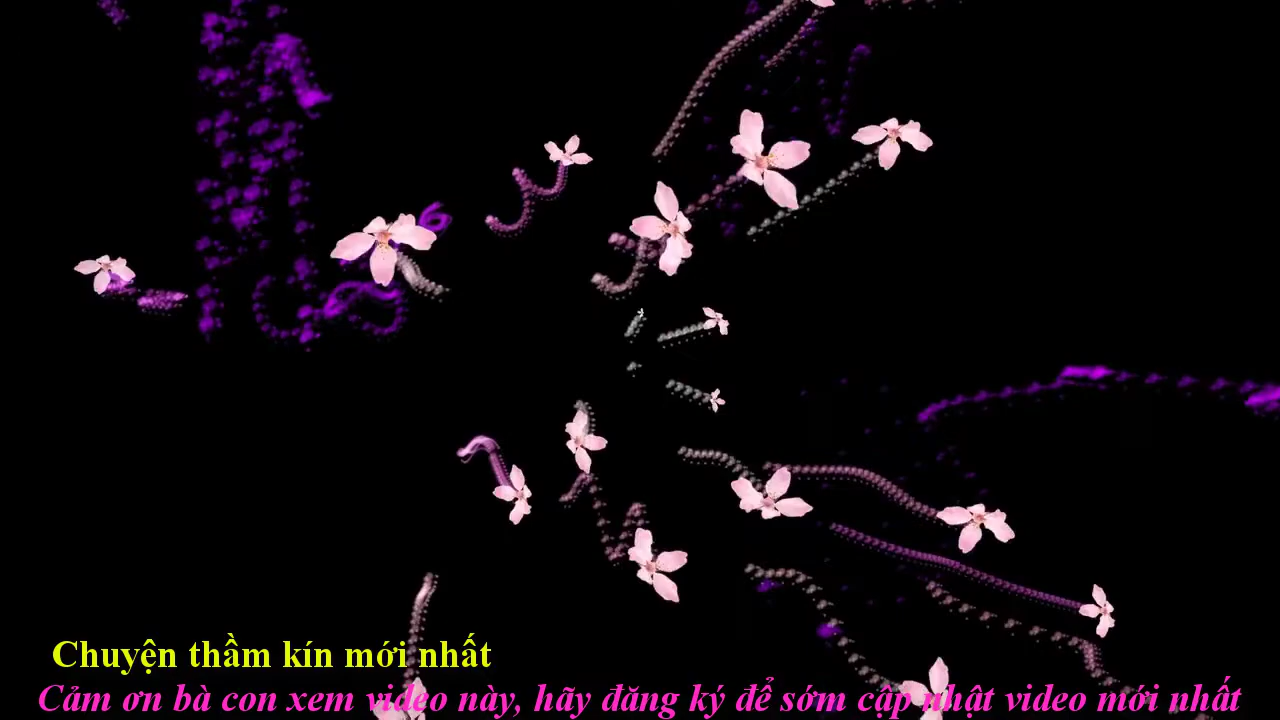 Chuyện thầm kín mới nhất
Cảm ơn bà con xem video này, hãy đăng ký để sớm cập nhật video mới nhất